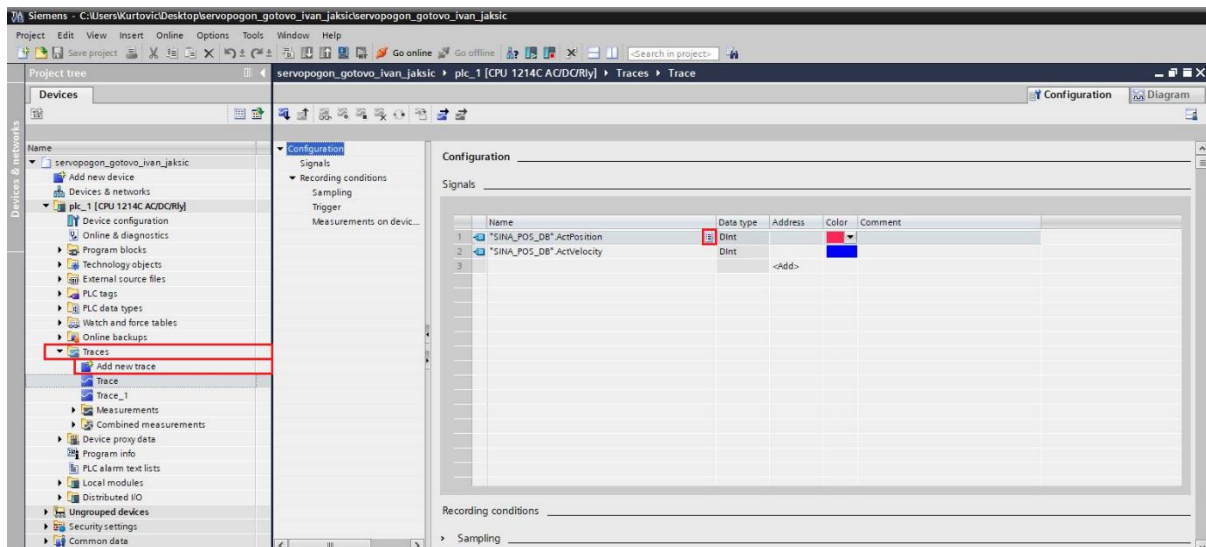 Siemens - C:\Users\Kurtovic\Desktop\servopogon_gotovo_ivan_jaksic\servopogon_gotovo_ivan_jaksic
Project Edit View Insert Online Options Tools Window Help
Save project Go online Go offline <Search in project>
Project tree
servopogon_gotovo_ivan_jaksic plc_1 [CPU 1214C AC/DC/Rly] Traces Trace
Devices
Configuration Diagram
Devices & networks
Name
servopogon_gotovo_ivan_jaksic
Add new device
Devices & networks
plc_1 [CPU 1214C AC/DC/Rly]
Device configuration
Online & diagnostics
Program blocks
Technology objects
External source files
PLC tags
PLC data types
Watch and force tables
Online backups
Traces
Add new trace
Trace
Trace_1
Measurements
Combined measurements
Device proxy data
Program info
PLC alarm text lists
Local modules
Distributed I/O
Ungrouped devices
Security settings
Common data
Configuration
Signals
Recording conditions
Sampling
Trigger
Measurements on devic...
Configuration
Signals
Name Data type Address Color Comment
1 "SINA_POS_DB".ActPosition DInt
2 "SINA_POS_DB".ActVelocity DInt
3 <Add>
Recording conditions
Sampling